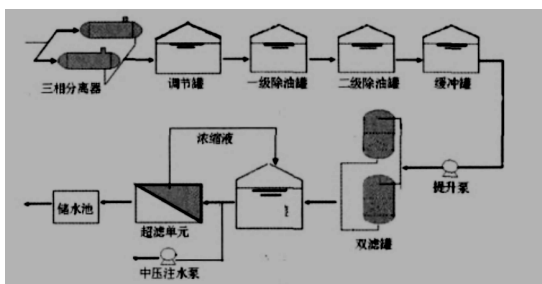 三相分离器
调节罐
一级除油罐
二级除油罐
缓冲罐
浓缩液
提升泵
储水池
超滤单元
双滤罐
中压注水泵